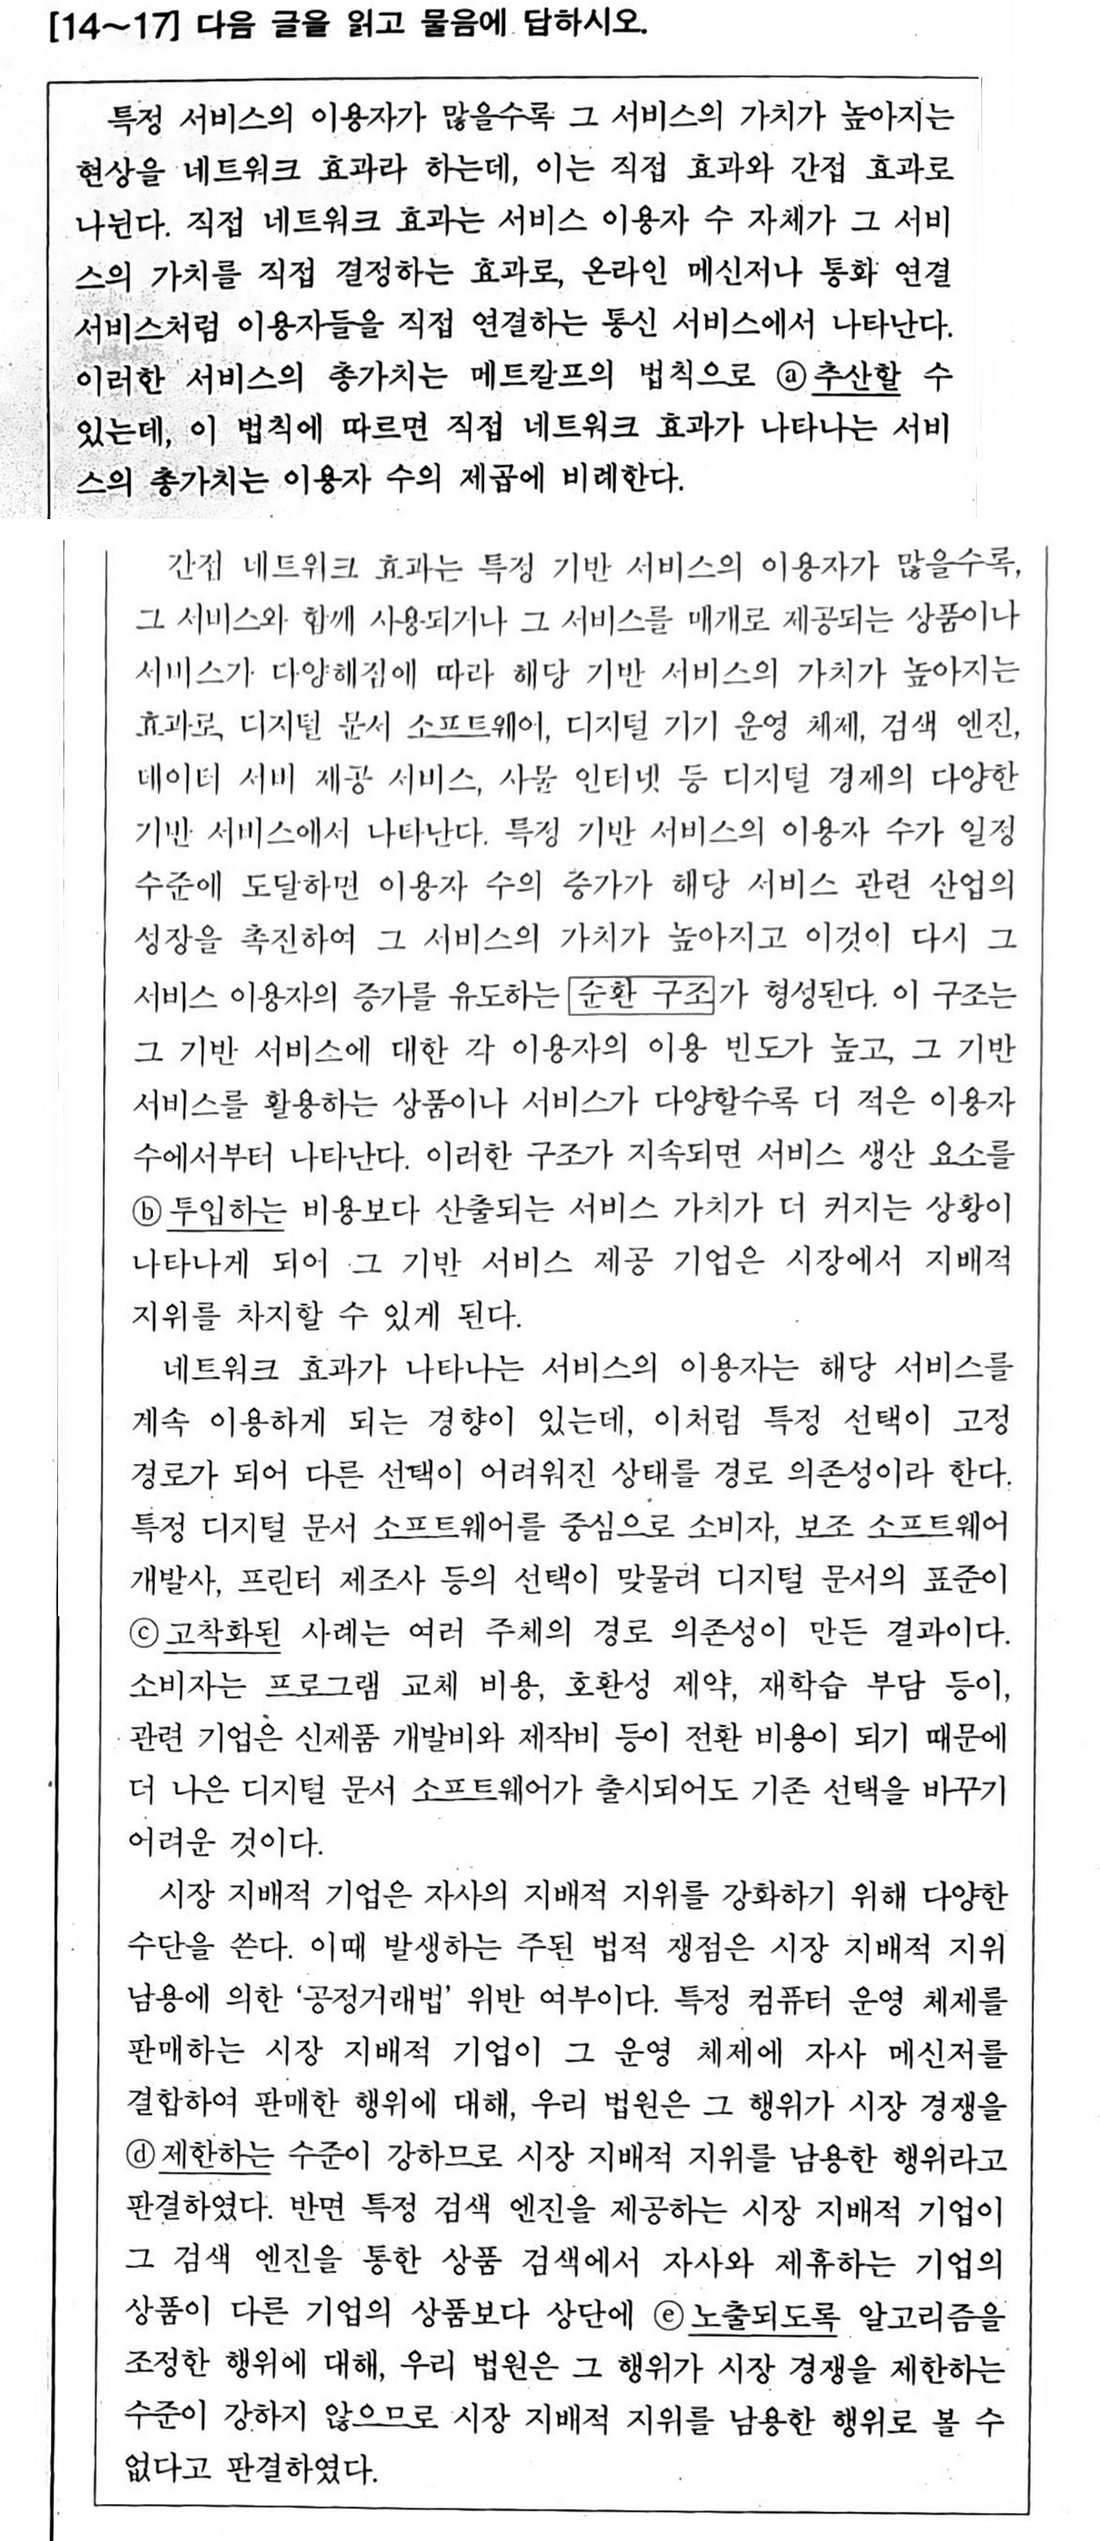 [14~17] 다음 글을 읽고 물음에 답하시오.
특정 서비스의 이용자가 많을수록 그 서비스의 가치가 높아지는
현상을 네트워크 효과라 하는데, 이는 직접 효과와 간접 효과로
나뉜다. 직접 네트워크 효과는 서비스 이용자 수 자체가 그 서비
스의 가치를 직접 결정하는 효과로, 온라인 메신저나 통화 연결
서비스처럼 이용자들을 직접 연결하는 통신 서비스에서 나타난다.
이러한 서비스의 총가치는 메트칼프의 법칙으로 ⓐ추산할 수
있는데, 이 법칙에 따르면 직접 네트워크 효과가 나타나는 서비
스의 총가치는 이용자 수의 제곱에 비례한다.
간접 네트워크 효과는 특정 기반 서비스의 이용자가 많을수록,
그 서비스와 함께 사용되거나 그 서비스를 매개로 제공되는 상품이나
서비스가 다양해짐에 따라 해당 기반 서비스의 가치가 높아지는
효과로, 디지털 문서 소프트웨어, 디지털 기기 운영 체제, 검색 엔진,
데이터 서버 제공 서비스, 사물 인터넷 등 디지털 경제의 다양한
기반 서비스에서 나타난다. 특정 기반 서비스의 이용자 수가 일정
수준에 도달하면 이용자 수의 증가가 해당 서비스 관련 산업의
성장을 촉진하여 그 서비스의 가치가 높아지고 이것이 다시 그
서비스 이용자의 증가를 유도하는 순환 구조가 형성된다. 이 구조는
그 기반 서비스에 대한 각 이용자의 이용 빈도가 높고, 그 기반
서비스를 활용하는 상품이나 서비스가 다양할수록 더 적은 이용자
수에서부터 나타난다. 이러한 구조가 지속되면 서비스 생산 요소를
ⓑ투입하는 비용보다 산출되는 서비스 가치가 더 커지는 상황이
나타나게 되어 그 기반 서비스 제공 기업은 시장에서 지배적
지위를 차지할 수 있게 된다.
네트워크 효과가 나타나는 서비스의 이용자는 해당 서비스를
계속 이용하게 되는 경향이 있는데, 이처럼 특정 선택이 고정
경로가 되어 다른 선택이 어려워진 상태를 경로 의존성이라 한다.
특정 디지털 문서 소프트웨어를 중심으로 소비자, 보조 소프트웨어
개발사, 프린터 제조사 등의 선택이 맞물려 디지털 문서의 표준이
ⓒ고착화된 사례는 여러 주체의 경로 의존성이 만든 결과이다.
소비자는 프로그램 교체 비용, 호환성 제약, 재학습 부담 등이,
관련 기업은 신제품 개발비와 제작비 등이 전환 비용이 되기 때문에
더 나은 디지털 문서 소프트웨어가 출시되어도 기존 선택을 바꾸기
어려운 것이다.
시장 지배적 기업은 자사의 지배적 지위를 강화하기 위해 다양한
수단을 쓴다. 이때 발생하는 주된 법적 쟁점은 시장 지배적 지위
남용에 의한 ‘공정거래법’ 위반 여부이다. 특정 컴퓨터 운영 체제를
판매하는 시장 지배적 기업이 그 운영 체제에 자사 메신저를
결합하여 판매한 행위에 대해, 우리 법원은 그 행위가 시장 경쟁을
ⓓ제한하는 수준이 강하므로 시장 지배적 지위를 남용한 행위라고
판결하였다. 반면 특정 검색 엔진을 제공하는 시장 지배적 기업이
그 검색 엔진을 통한 상품 검색에서 자사와 제휴하는 기업의
상품이 다른 기업의 상품보다 상단에 ⓔ노출되도록 알고리즘을
조정한 행위에 대해, 우리 법원은 그 행위가 시장 경쟁을 제한하는
수준이 강하지 않으므로 시장 지배적 지위를 남용한 행위로 볼 수
없다고 판결하였다.